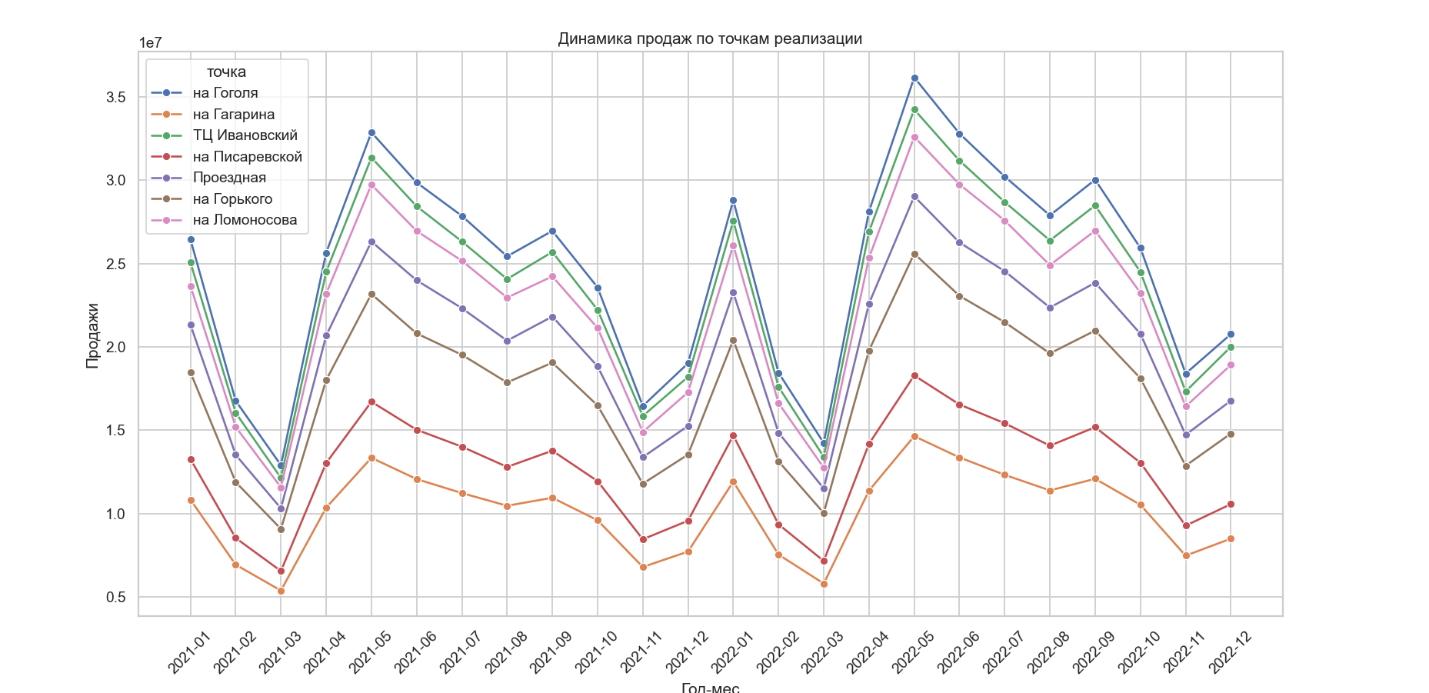 Динамика продаж по точкам реализации
1e7
точка
на Гоголя
на Гагарина
ТЦ Ивановский
на Писаревской
Проездная
на Горького
на Ломоносова
3.5
3.0
2.5
2.0
1.5
1.0
0.5
Продажи
2021-01
2021-02
2021-03
2021-04
2021-05
2021-06
2021-07
2021-08
2021-09
2021-10
2021-11
2021-12
2022-01
2022-02
2022-03
2022-04
2022-05
2022-06
2022-07
2022-08
2022-09
2022-10
2022-11
2022-12
Год-мес